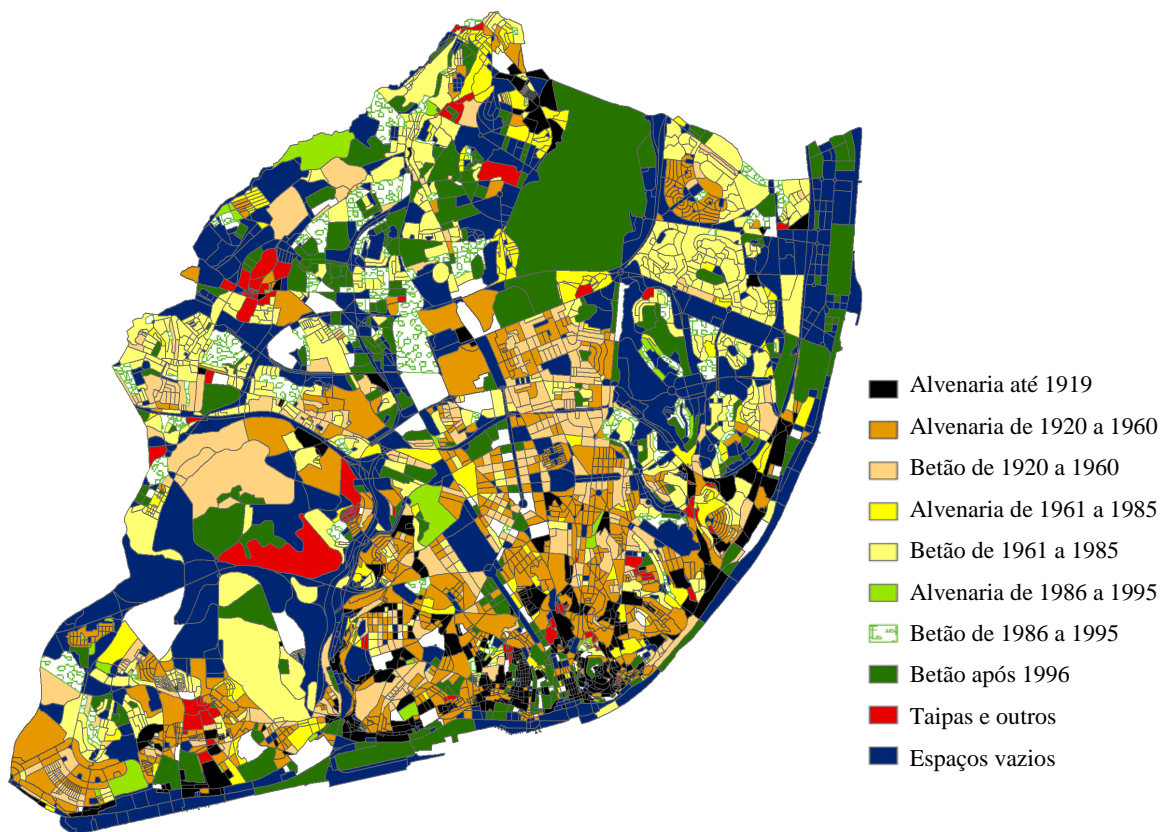 Alvenaria até 1919
Alvenaria de 1920 a 1960
Betão de 1920 a 1960
Alvenaria de 1961 a 1985
Betão de 1961 a 1985
Alvenaria de 1986 a 1995
Betão de 1986 a 1995
Betão após 1996
Taipas e outros
Espaços vazios